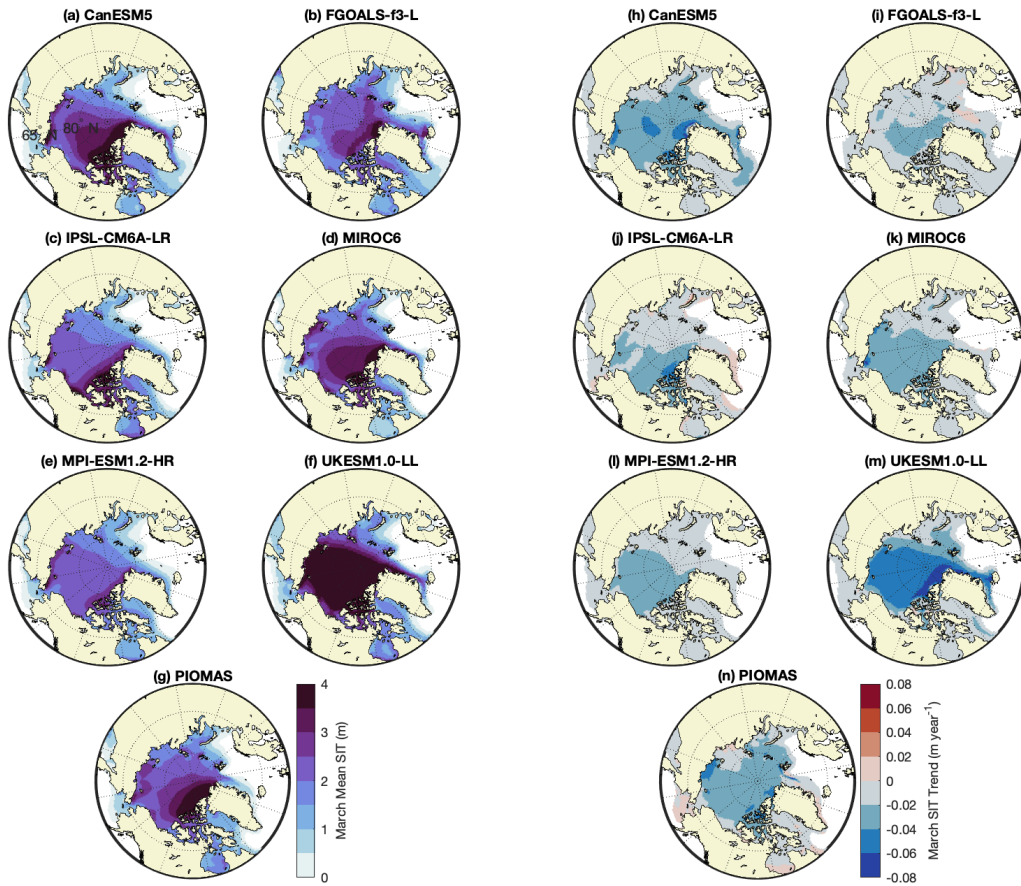 (a) CanESM5
(b) FGOALS-f3-L
(h) CanESM5
(i) FGOALS-f3-L
65° N 80° N
(c) IPSL-CM6A-LR
(d) MIROC6
(j) IPSL-CM6A-LR
(k) MIROC6
(e) MPI-ESM1.2-HR
(f) UKESM1.0-LL
(l) MPI-ESM1.2-HR
(m) UKESM1.0-LL
(g) PIOMAS
4
3
2
1
0
March Mean SIT (m)
(n) PIOMAS
0.08
0.06
0.04
0.02
0
-0.02
-0.04
-0.06
-0.08
March SIT Trend (m year⁻¹)